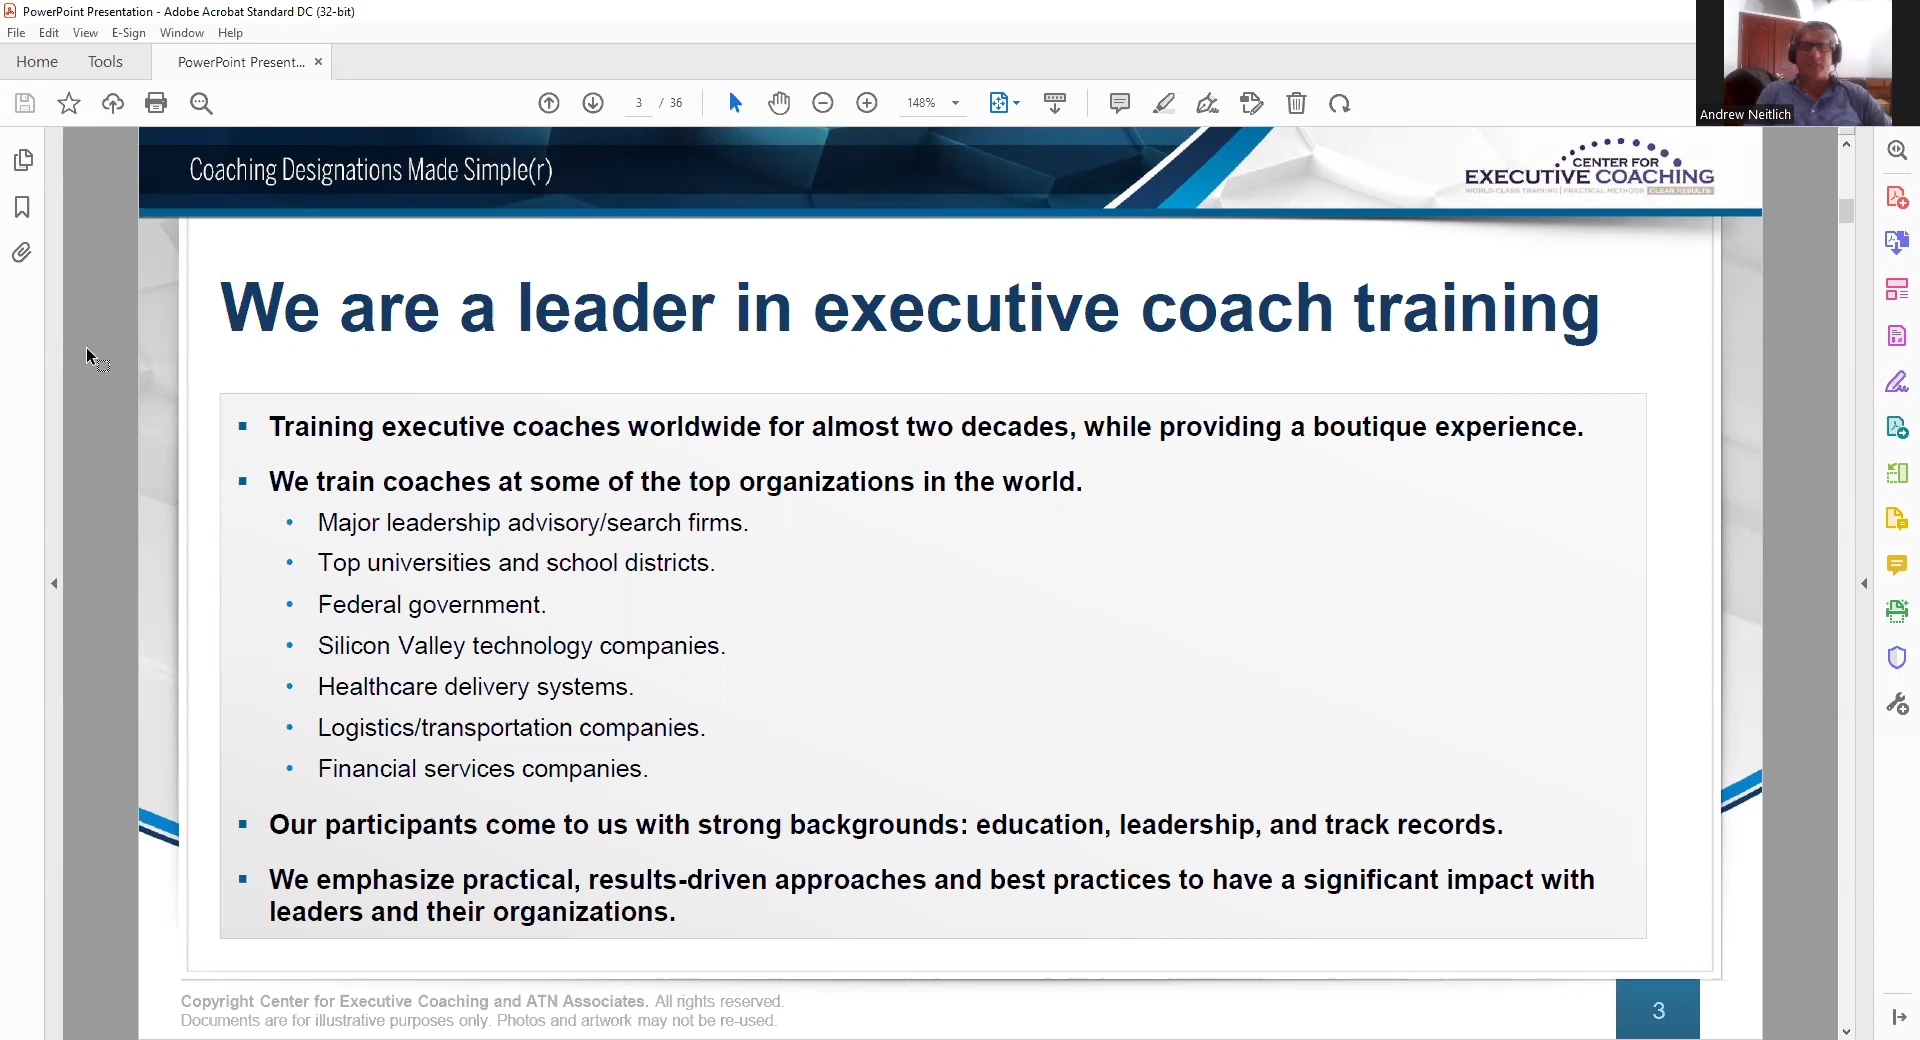 PowerPoint Presentation - Adobe Acrobat Standard DC (32-bit)
File Edit View E-Sign Window Help
Home Tools PowerPoint Present... ×
3 / 36 148%
Andrew Neitlich
Coaching Designations Made Simple(r)
CENTER FOR
EXECUTIVE COACHING
WORLD-CLASS TRAINING | PRACTICAL METHODS | CLEAR RESULTS
We are a leader in executive coach training
▪ Training executive coaches worldwide for almost two decades, while providing a boutique experience.
▪ We train coaches at some of the top organizations in the world.
• Major leadership advisory/search firms.
• Top universities and school districts.
• Federal government.
• Silicon Valley technology companies.
• Healthcare delivery systems.
• Logistics/transportation companies.
• Financial services companies.
▪ Our participants come to us with strong backgrounds: education, leadership, and track records.
▪ We emphasize practical, results-driven approaches and best practices to have a significant impact with
leaders and their organizations.
Copyright Center for Executive Coaching and ATN Associates. All rights reserved.
Documents are for illustrative purposes only. Photos and artwork may not be re-used.
3